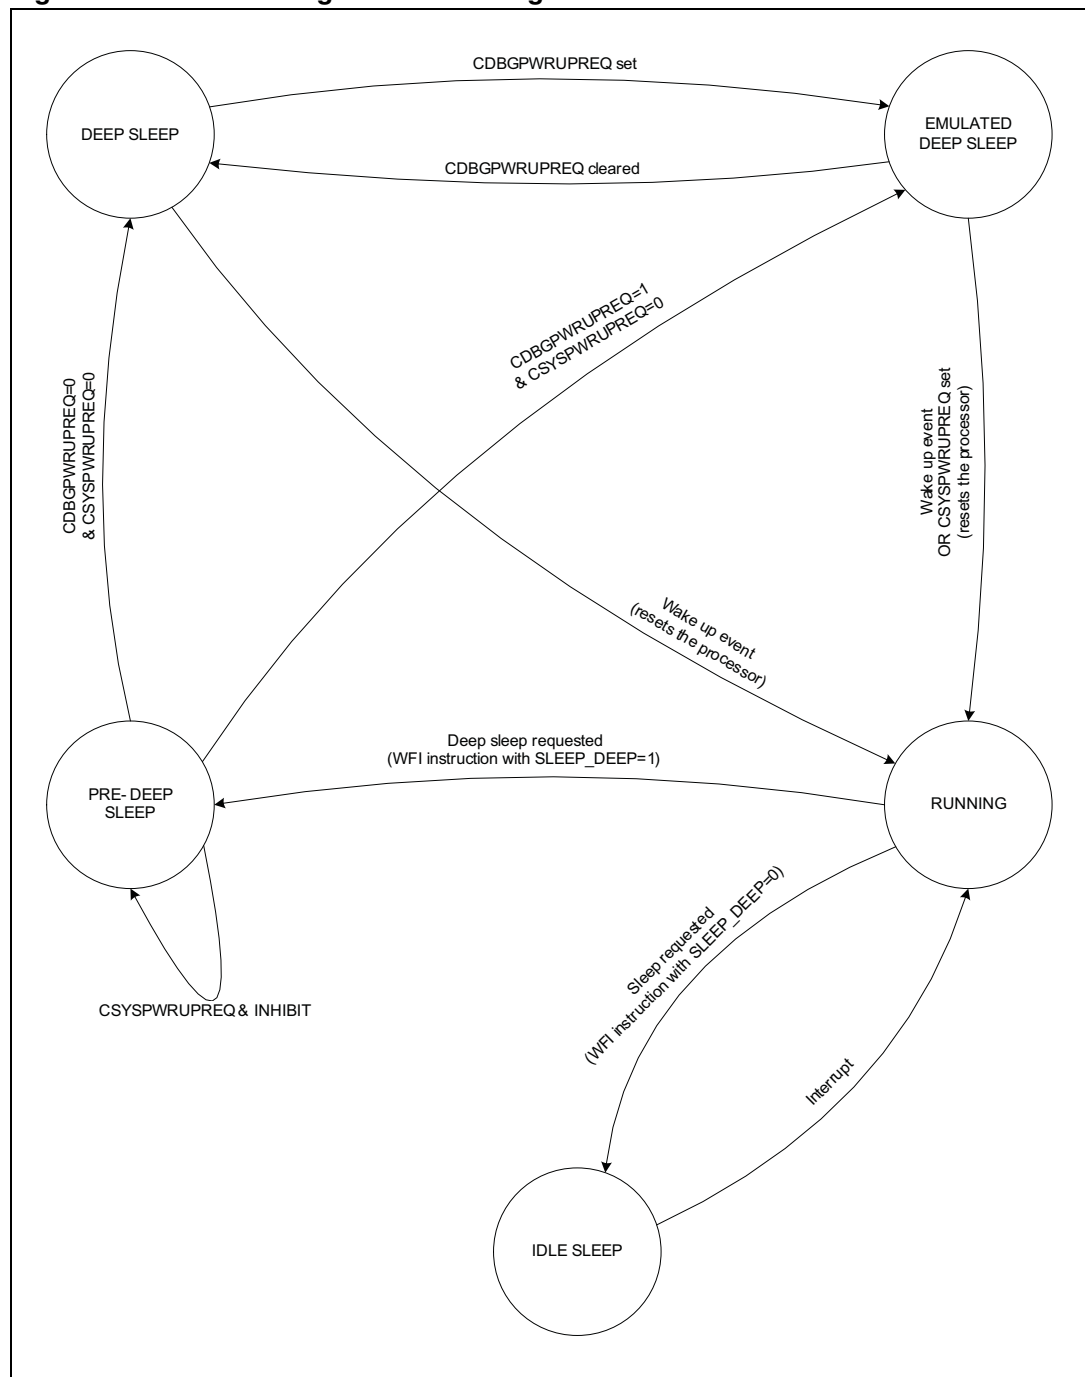 CDBGPWRUPREQ set
DEEP SLEEP
EMULATED
DEEP SLEEP
CDBGPWRUPREQ cleared
CDBGPWRUPREQ=1
& CSYSPWRUPREQ=0
CDBGPWRUPREQ=0
& CSYSPWRUPREQ=0
Wake up event
OR CSYSPWRUPREQ set
(resets the processor)
Wake up event
(resets the processor)
Deep sleep requested
(WFI instruction with SLEEP_DEEP=1)
PRE- DEEP
SLEEP
RUNNING
Sleep requested
(WFI instruction with SLEEP_DEEP=0)
CSYSPWRUPREQ & INHIBIT
Interrupt
IDLE SLEEP